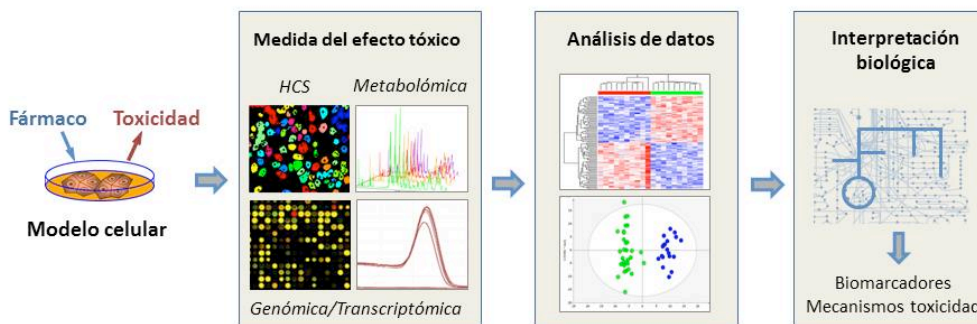 Fármaco
Toxicidad
Modelo celular
Medida del efecto tóxico
HCS
Metabolómica
Genómica/Transcriptómica
Análisis de datos
Interpretación
biológica
Biomarcadores
Mecanismos toxicidad